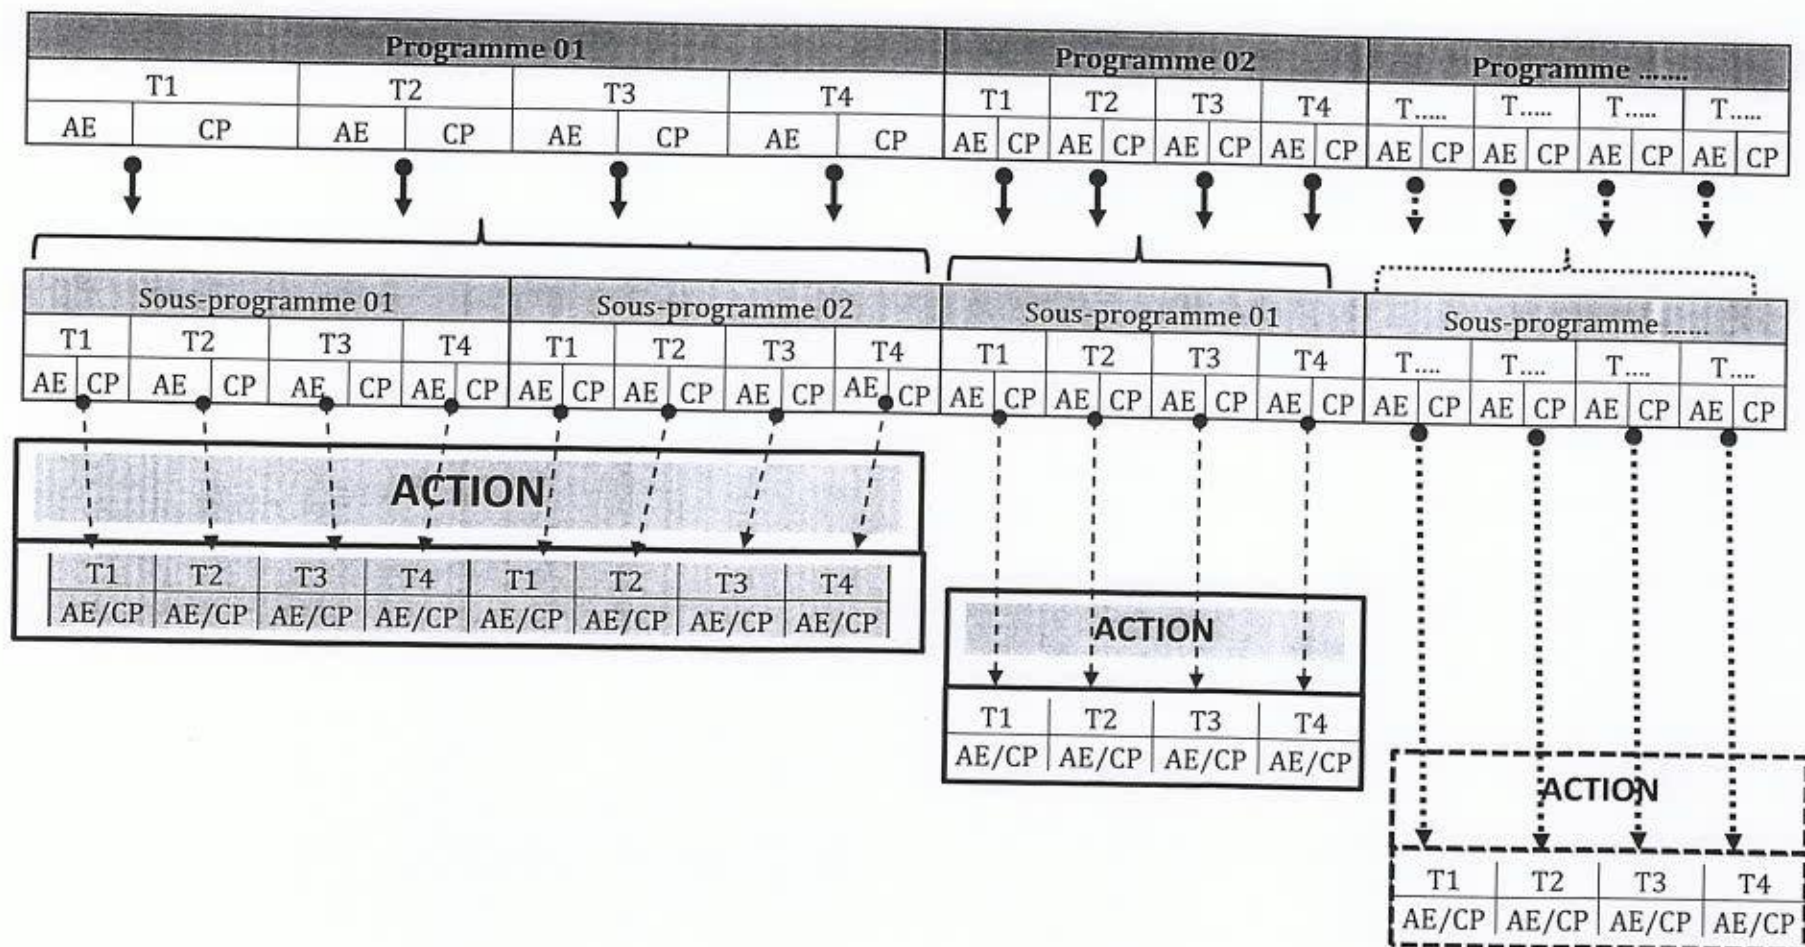 Programme 01 Programme 02 Programme .......
T1 T2 T3 T4 T1 T2 T3 T4 T..... T..... T..... T.....
AE CP AE CP AE CP AE CP AE CP AE CP AE CP AE CP AE CP AE CP AE CP AE CP
Sous-programme 01 Sous-programme 02 Sous-programme 01 Sous-programme ......
T1 T2 T3 T4 T1 T2 T3 T4 T1 T2 T3 T4 T.... T.... T.... T....
AE CP AE CP AE CP AE CP AE CP AE CP AE CP AE CP AE CP AE CP AE CP AE CP AE CP AE CP AE CP AE CP
ACTION
T1 T2 T3 T4 T1 T2 T3 T4
AE/CP AE/CP AE/CP AE/CP AE/CP AE/CP AE/CP AE/CP
ACTION
T1 T2 T3 T4
AE/CP AE/CP AE/CP AE/CP
ACTION
T1 T2 T3 T4
AE/CP AE/CP AE/CP AE/CP